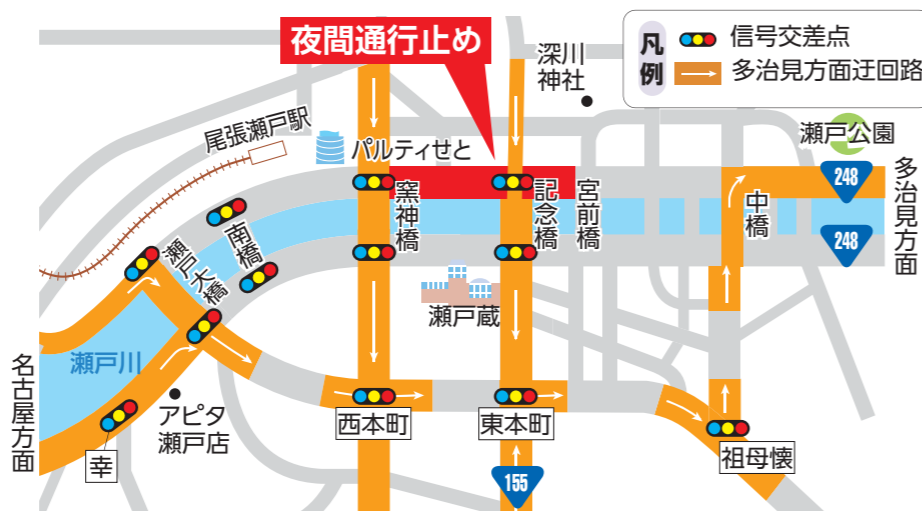 夜間通行止め
凡例
信号交差点
多治見方面迂回路
深川
神社
瀬戸公園
尾張瀬戸駅
パルティせと
248
多治見方面
窯神橋
記念橋
宮前橋
中橋
南橋
瀬戸大橋
248
瀬戸蔵
瀬戸川
名古屋方面
アピタ
瀬戸店
幸
西本町
東本町
祖母懐
155